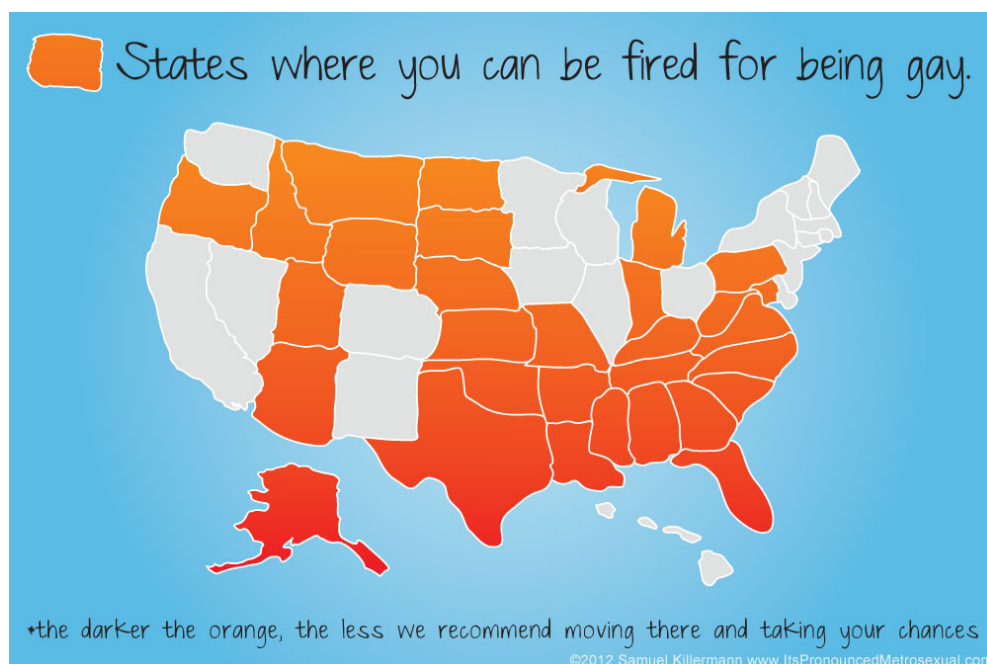 States where you can be fired for being gay.
*the darker the orange, the less we recommend moving there and taking your chances
©2012 Samuel Killermann www.ItsPronouncedMetrosexual.com